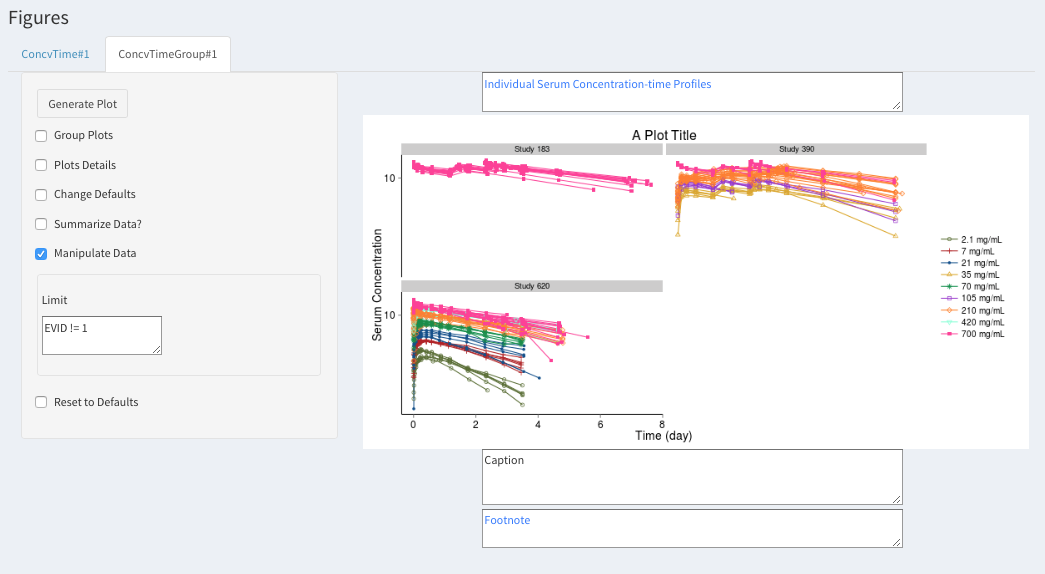 Figures
ConcvTime#1
ConcvTimeGroup#1
Generate Plot
Group Plots
Plots Details
Change Defaults
Summarize Data?
Manipulate Data
Limit
EVID != 1
Reset to Defaults
Individual Serum Concentration-time Profiles
A Plot Title
Study 183
Study 390
10
Study 620
10
Serum Concentration
0 2 4 6 8
Time (day)
2.1 mg/mL
7 mg/mL
21 mg/mL
35 mg/mL
70 mg/mL
105 mg/mL
210 mg/mL
420 mg/mL
700 mg/mL
Caption
Footnote